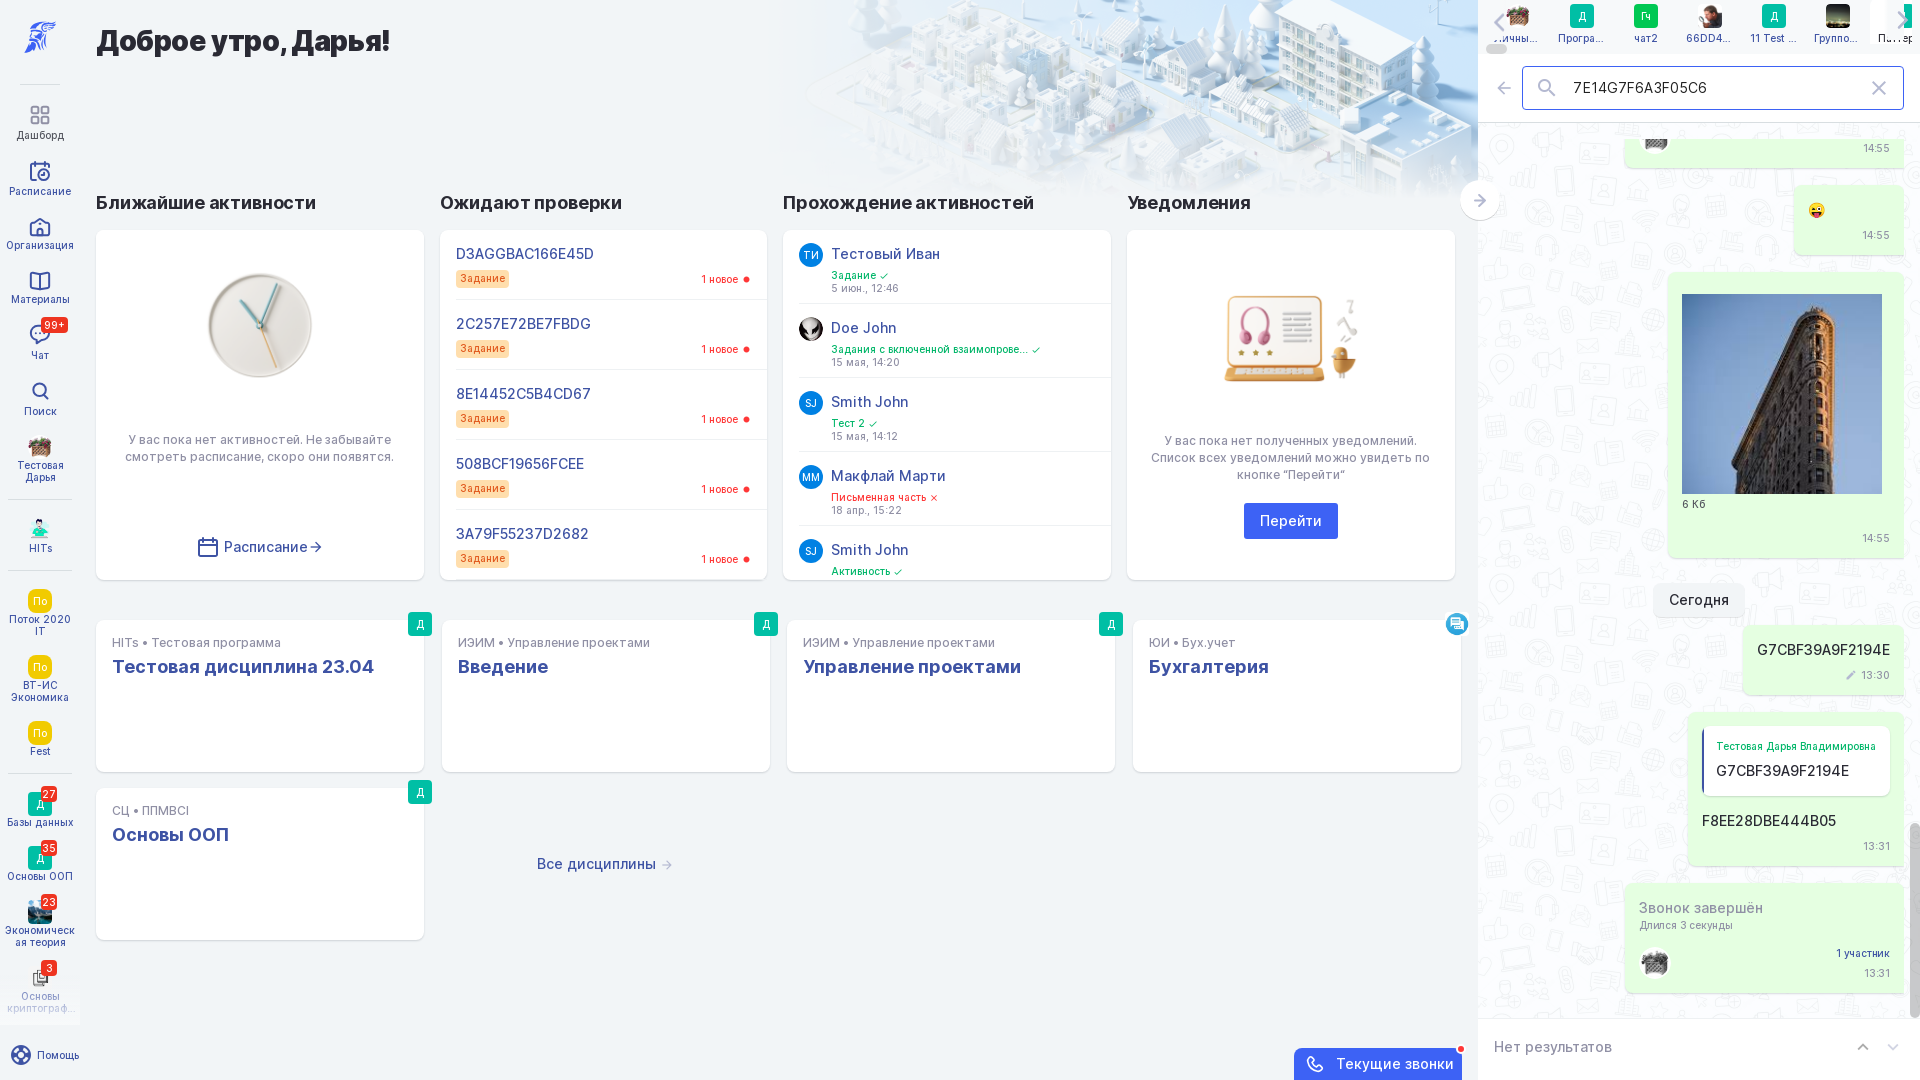 Доброе утро, Дарья!
Дашборд
Расписание
Организация
Материалы
99+
Чат
Поиск
Тестовая
Дарья
HITs
По
Поток 2020
IT
По
ВТ-ИС
Экономика
По
Fest
27
Д
Базы данных
35
Д
Основы ООП
23
Экономическ
ая теория
3
Основы
криптограф...
Помощь
Ближайшие активности
У вас пока нет активностей. Не забывайте
смотреть расписание, скоро они появятся.
Расписание
Ожидают проверки
D3AGGBAC166E45D
Задание
1 новое
2C257E72BE7FBDG
Задание
1 новое
8E14452C5B4CD67
Задание
1 новое
508BCF19656FCEE
Задание
1 новое
3A79F55237D2682
Задание
1 новое
Прохождение активностей
ТИ
Тестовый Иван
Задание
5 июн., 12:46
Doe John
Задания с включенной взаимопрове...
15 мая, 14:20
SJ
Smith John
Тест 2
15 мая, 14:12
ММ
Макфлай Марти
Письменная часть
18 апр., 15:22
SJ
Smith John
Активность
Уведомления
У вас пока нет полученных уведомлений.
Список всех уведомлений можно увидеть по
кнопке “Перейти“
Перейти
Д
HITs • Тестовая программа
Тестовая дисциплина 23.04
Д
ИЭИМ • Управление проектами
Введение
Д
ИЭИМ • Управление проектами
Управление проектами
ЮИ • Бух.учет
Бухгалтерия
Д
СЦ • ППМВСІ
Основы ООП
Все дисциплины
Текущие звонки
Д
Програ...
Гч
чат2
66DD4...
Д
11 Test ...
Группо...
7E14G7F6A3F05C6
14:55
14:55
6 Кб
14:55
Сегодня
G7CBF39A9F2194E
13:30
Тестовая Дарья Владимировна
G7CBF39A9F2194E
F8EE28DBE444B05
13:31
Звонок завершён
Длился 3 секунды
1 участник
13:31
Нет результатов